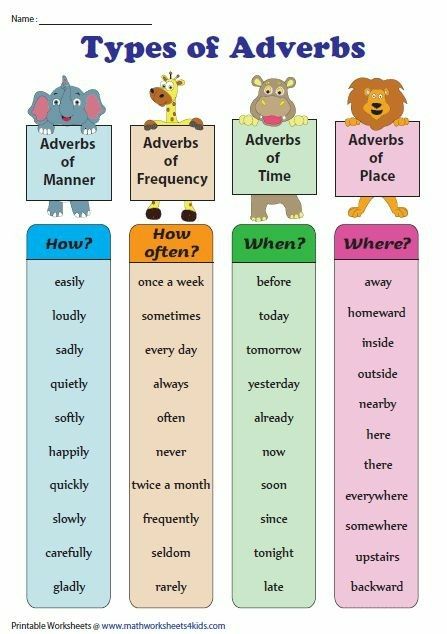 Name :
Types of Adverbs
Adverbs
of
Manner
Adverbs
of
Frequency
Adverbs
of
Time
Adverbs
of
Place
How?
easily
loudly
sadly
quietly
softly
happily
quickly
slowly
carefully
gladly
How
often?
once a week
sometimes
every day
always
often
never
twice a month
frequently
seldom
rarely
When?
before
today
tomorrow
yesterday
already
now
soon
since
tonight
late
Where?
away
homeward
inside
outside
nearby
here
there
everywhere
somewhere
upstairs
backward
Printable Worksheets @ www.mathworksheets4kids.com